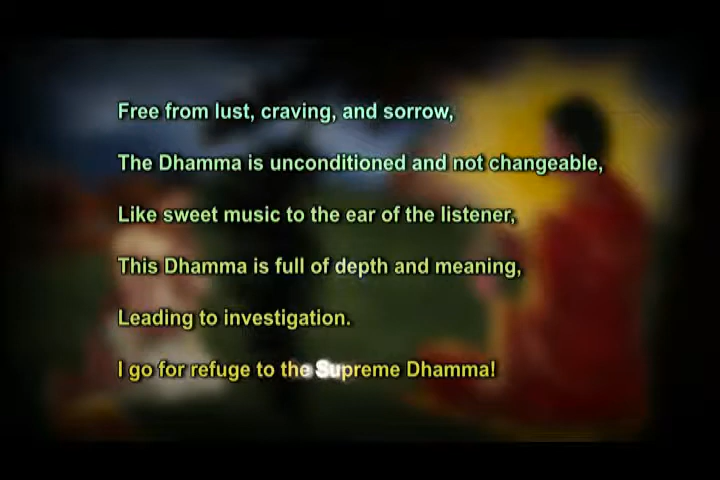 Free from lust, craving, and sorrow,
The Dhamma is unconditioned and not changeable,
Like sweet music to the ear of the listener,
This Dhamma is full of depth and meaning,
Leading to investigation.
I go for refuge to the Supreme Dhamma!